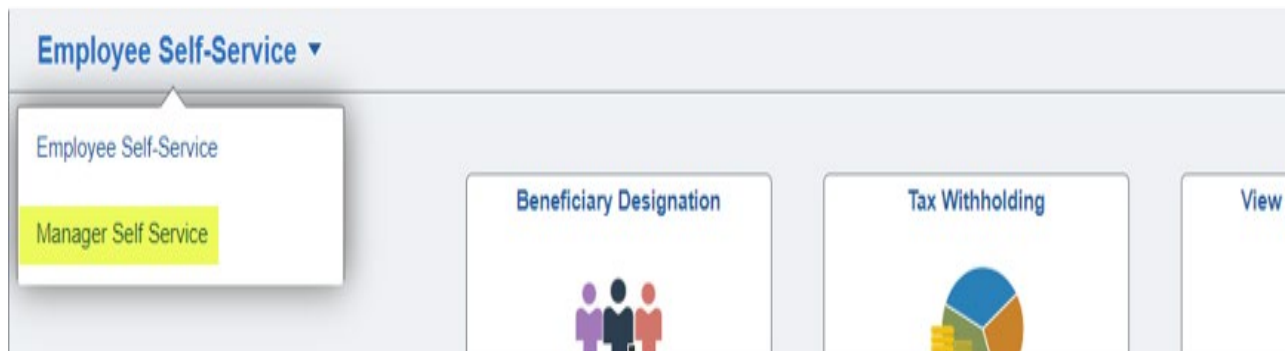 Employee Self-Service
Employee Self-Service
Manager Self Service
Beneficiary Designation
Tax Withholding
View